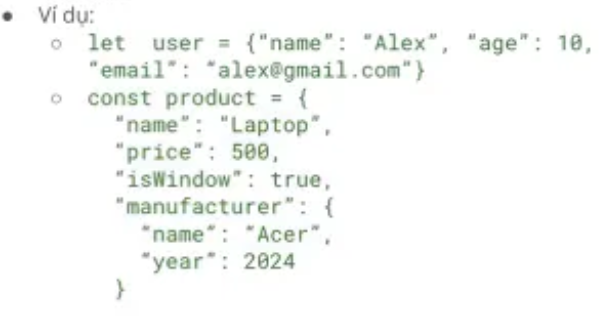 ● Ví dụ:
○ let  user = {"name": “Alex”, “age”: 10,
“email”: “alex@gmail.com”}
○ const product = {
“name”: “Laptop”,
“price”: 500,
“isWindow”: true,
“manufacturer”: {
“name”: “Acer”,
“year”: 2024
}